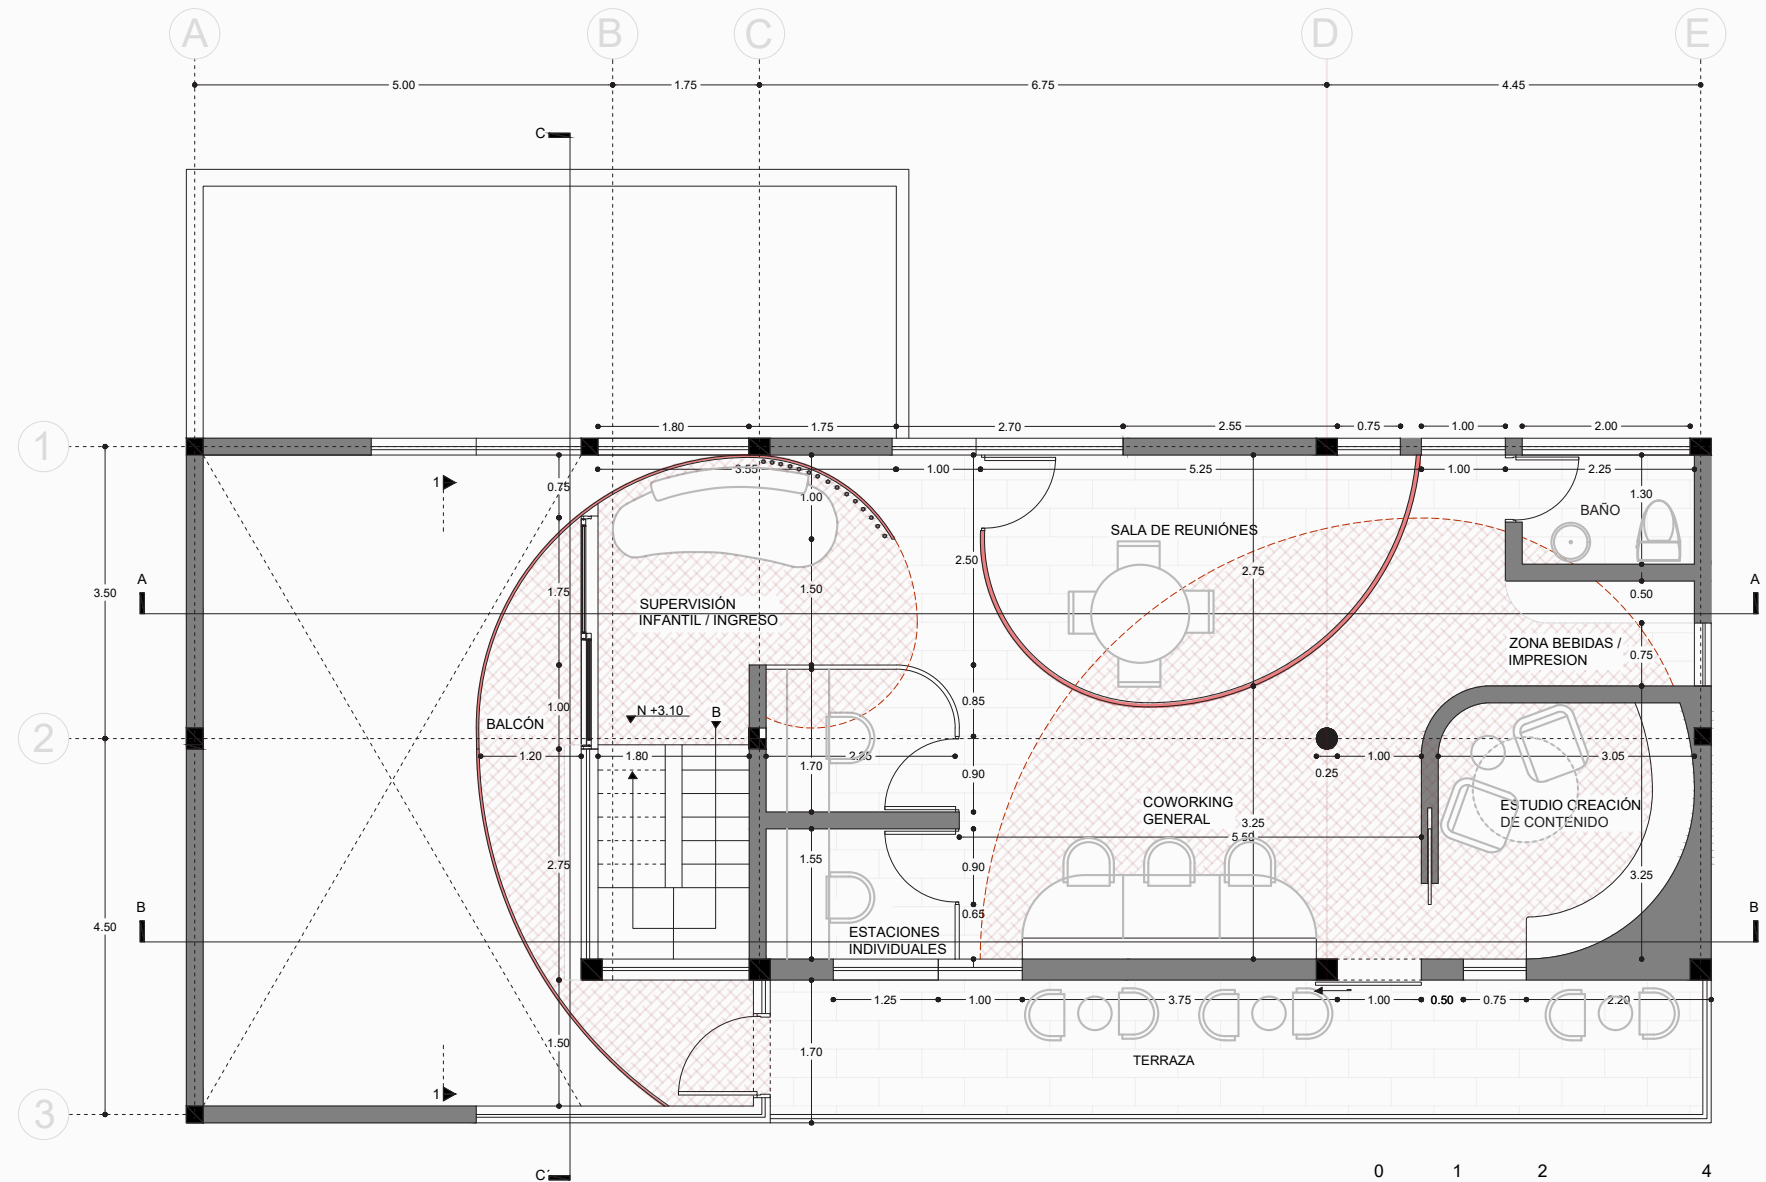 A B C D E
5.00 1.75 6.75 4.45
C
1.80 1.75 2.70 2.55 0.75 1.00 2.00
1
3.55 1.00 5.25 1.00 2.25
1
0.75 1.00 1.30
BAÑO
SALA DE REUNIÓNES
2.50 2.75
A A
3.50 1.75 1.50 0.50
SUPERVISIÓN
INFANTIL / INGRESO
ZONA BEBIDAS /
IMPRESION
0.75
0.85
1.00
N +3.10
B
BALCÓN
2
1.20 1.80 2.25 1.00 3.05
1.70 0.90 0.25
COWORKING
GENERAL
ESTUDIO CREACIÓN
DE CONTENIDO
3.25
5.50
2.75 1.55 0.90 3.25
B B
0.65
4.50
ESTACIONES
INDIVIDUALES
1.25 1.00 3.75 1.00 0.50 0.75 2.20
1.50 1.70
TERRAZA
1
3
C´
0 1 2 4